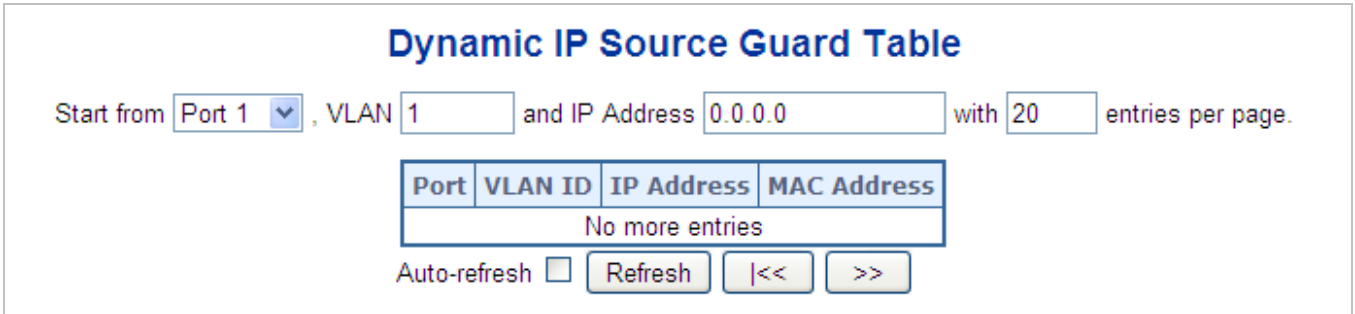 Dynamic IP Source Guard Table
Start from Port 1 , VLAN 1 and IP Address 0.0.0.0 with 20 entries per page.
Port VLAN ID IP Address MAC Address
No more entries
Auto-refresh Refresh |<< >>